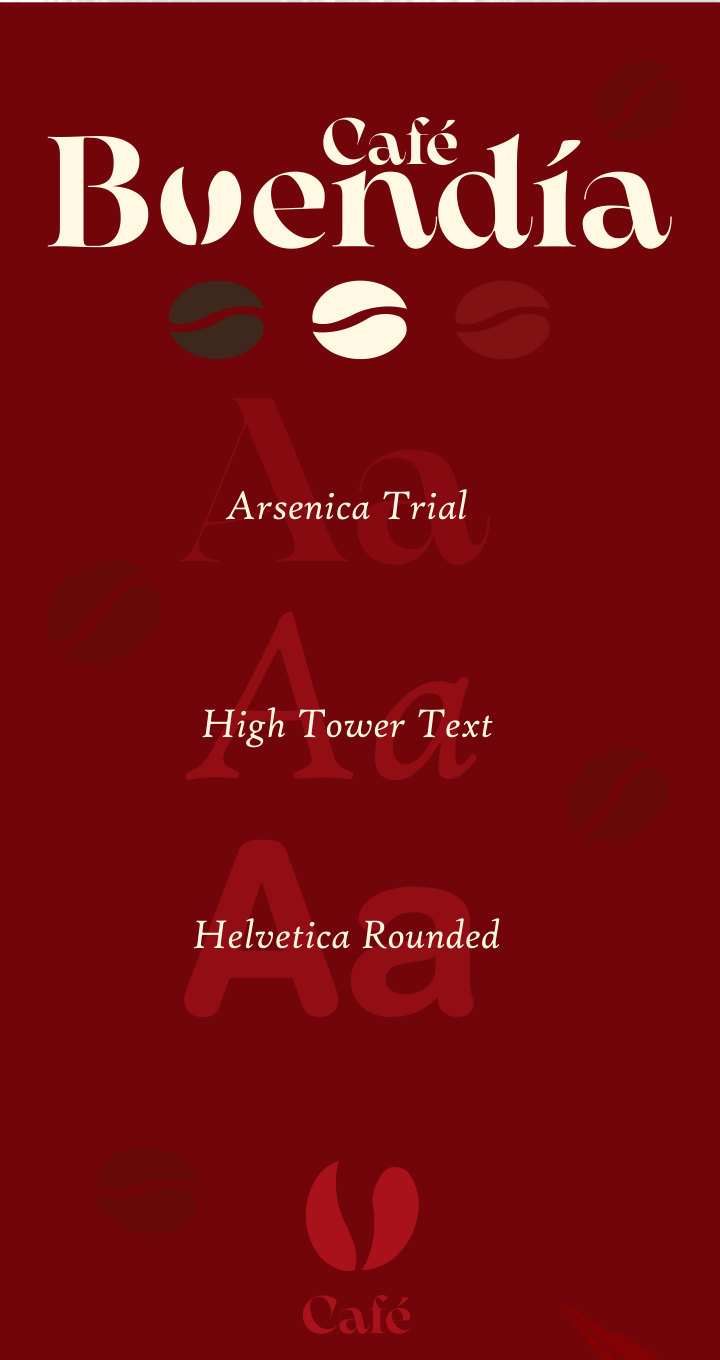 Café
Buendía
Aa
Arsenica Trial
Aa
High Tower Text
Aa
Helvetica Rounded
Café